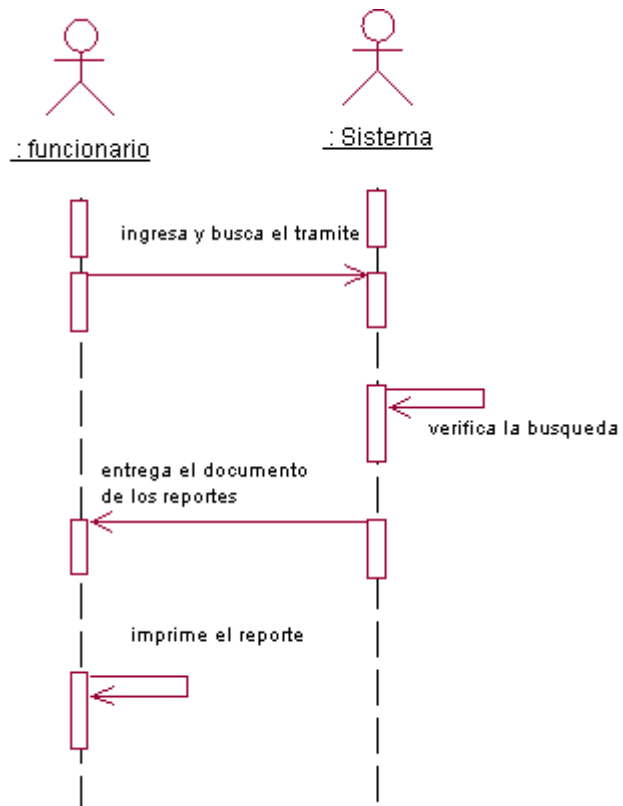 : funcionario
: Sistema
ingresa y busca el tramite
verifica la busqueda
entrega el documento
de los reportes
imprime el reporte